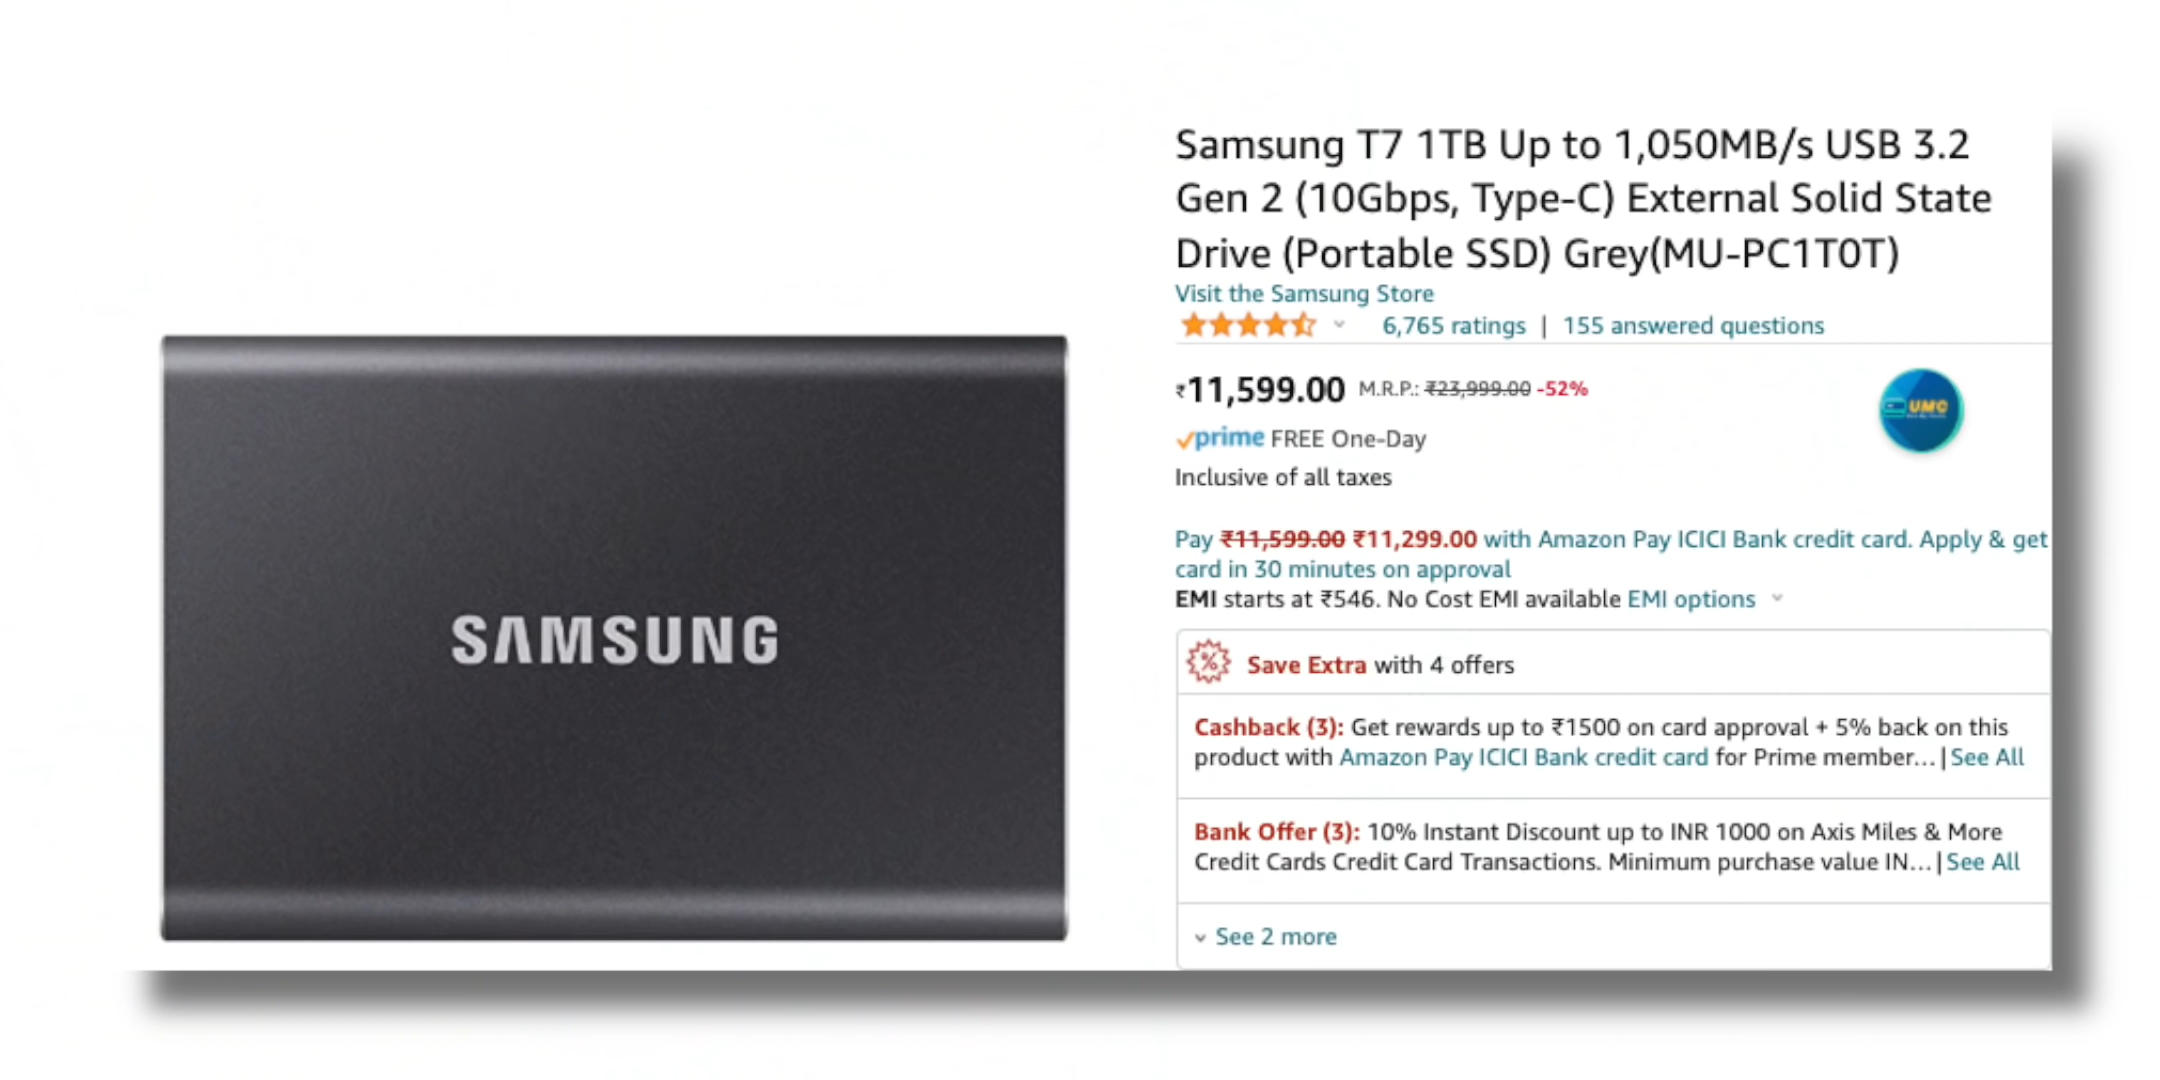 SAMSUNG
Samsung T7 1TB Up to 1,050MB/s USB 3.2
Gen 2 (10Gbps, Type-C) External Solid State
Drive (Portable SSD) Grey(MU-PC1T0T)
Visit the Samsung Store
6,765 ratings | 155 answered questions
₹11,599.00 M.R.P.: ₹23,999.00 -52%
UMC
prime FREE One-Day
Inclusive of all taxes
Pay ₹11,599.00 ₹11,299.00 with Amazon Pay ICICI Bank credit card. Apply & get
card in 30 minutes on approval
EMI starts at ₹546. No Cost EMI available EMI options
% Save Extra with 4 offers
Cashback (3): Get rewards up to ₹1500 on card approval + 5% back on this
product with Amazon Pay ICICI Bank credit card for Prime member... | See All
Bank Offer (3): 10% Instant Discount up to INR 1000 on Axis Miles & More
Credit Cards Credit Card Transactions. Minimum purchase value IN... | See All
See 2 more